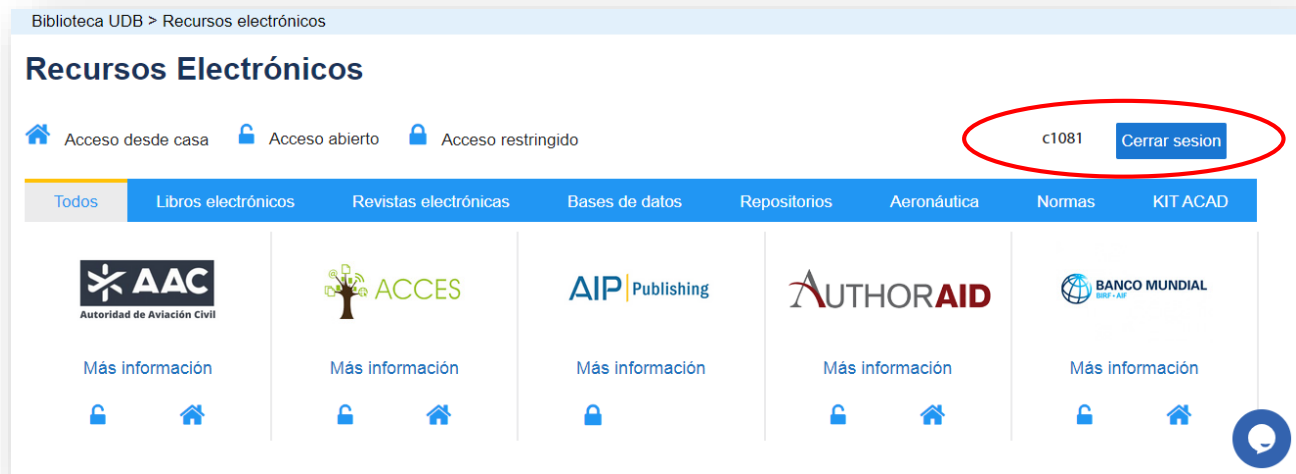 Biblioteca UDB > Recursos electrónicos
Recursos Electrónicos
Acceso desde casa Acceso abierto Acceso restringido c1081 Cerrar sesion
Todos Libros electrónicos Revistas electrónicas Bases de datos Repositorios Aeronáutica Normas KIT ACAD
AAC
Autoridad de Aviación Civil
ACCES
AIP Publishing
AUTHORAID
BANCO MUNDIAL
BIRF - AIF
Más información Más información Más información Más información Más información